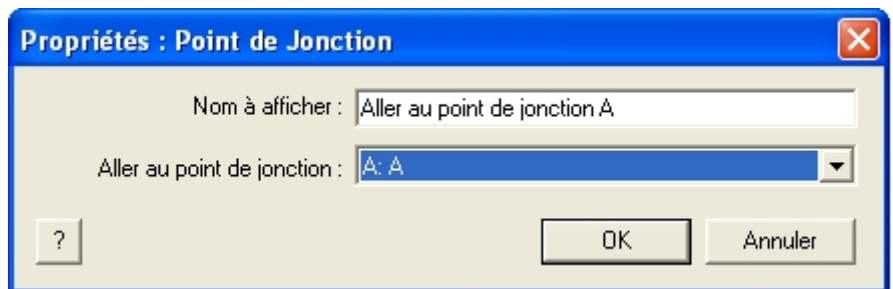 Propriétés : Point de Jonction
Nom à afficher : Aller au point de jonction A
Aller au point de jonction : A: A
? OK Annuler